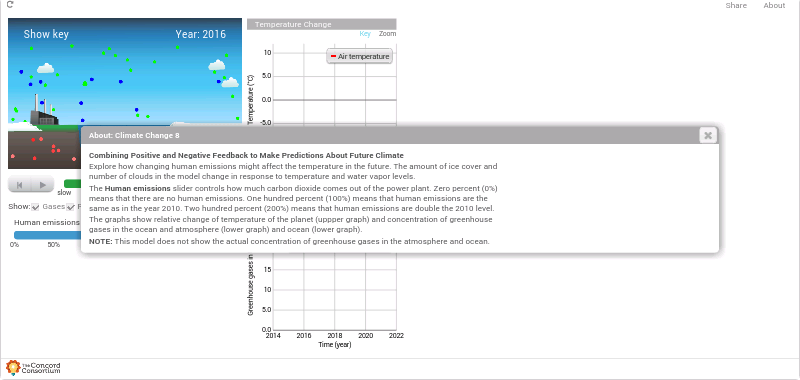 Share About
Show key
Year: 2016
Temperature Change
Key Zoom
Air temperature
10
5.0
0.0
-5.0
Temperature (°C)
About: Climate Change 8
Combining Positive and Negative Feedback to Make Predictions About Future Climate
Explore how changing human emissions might affect the temperature in the future. The amount of ice cover and
number of clouds in the model change in response to temperature and water vapor levels.
The Human emissions slider controls how much carbon dioxide comes out of the power plant. Zero percent (0%)
means that there are no human emissions. One hundred percent (100%) means that human emissions are the
same as in the year 2010. Two hundred percent (200%) means that human emissions are double the 2010 level.
The graphs show relative change of temperature of the planet (uppper graph) and concentration of greenhouse
gases in the ocean and atmosphere (lower graph) and ocean (lower graph).
NOTE: This model does not show the actual concentration of greenhouse gases in the atmosphere and ocean.
slow
Show: Gases
Human emissions
0% 50%
Greenhouse gases in
15
10
5.0
0.0
2014 2016 2018 2020 2022
Time (year)
The Concord
Consortium